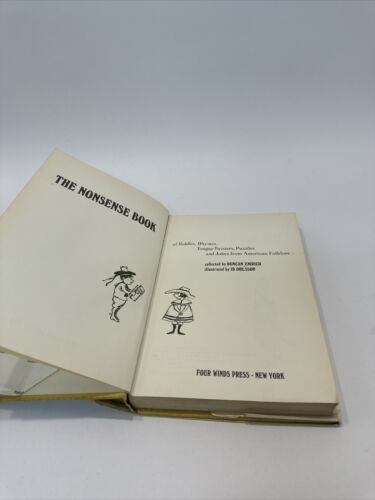 THE NONSENSE BOOK
of Riddles, Rhymes,
Tongue Twisters, Puzzles
and Jokes from American Folklore
collected by DUNCAN EMRICH
illustrated by IB OHLSSON
FOUR WINDS PRESS - NEW YORK